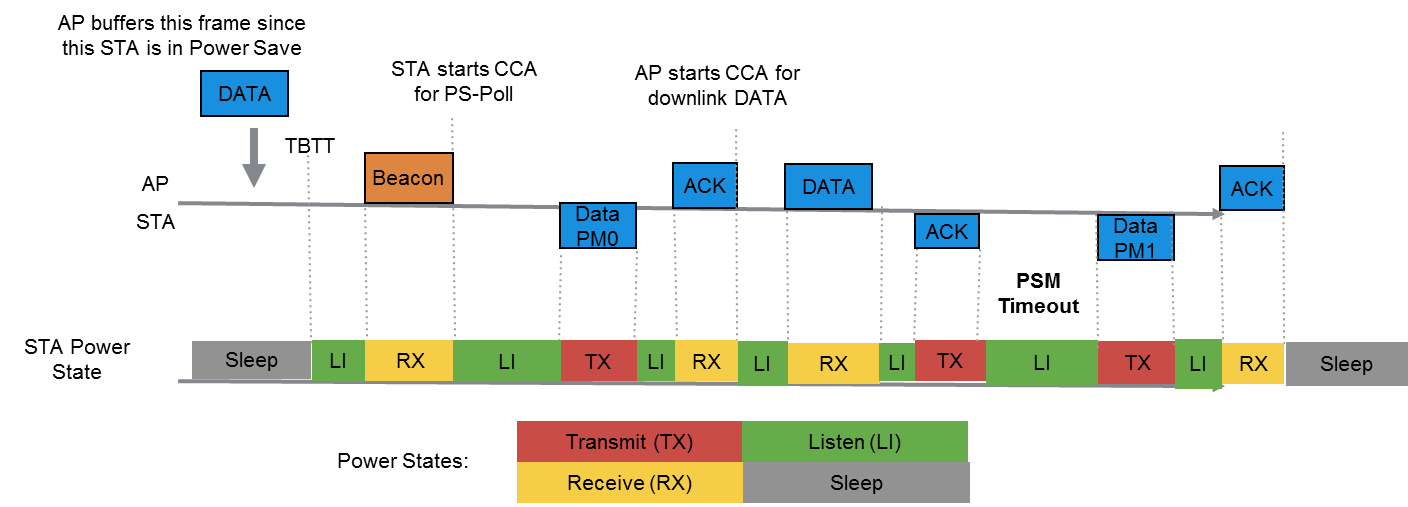 AP buffers this frame since
this STA is in Power Save
DATA
STA starts CCA
for PS-Poll
AP starts CCA for
downlink DATA
TBTT
AP
Beacon
ACK
DATA
ACK
STA
Data
PM0
ACK
Data
PM1
PSM
Timeout
STA Power
State
Sleep
LI
RX
LI
TX
LI
RX
LI
RX
LI
TX
LI
TX
LI
RX
Sleep
Power States:
Transmit (TX)
Listen (LI)
Receive (RX)
Sleep